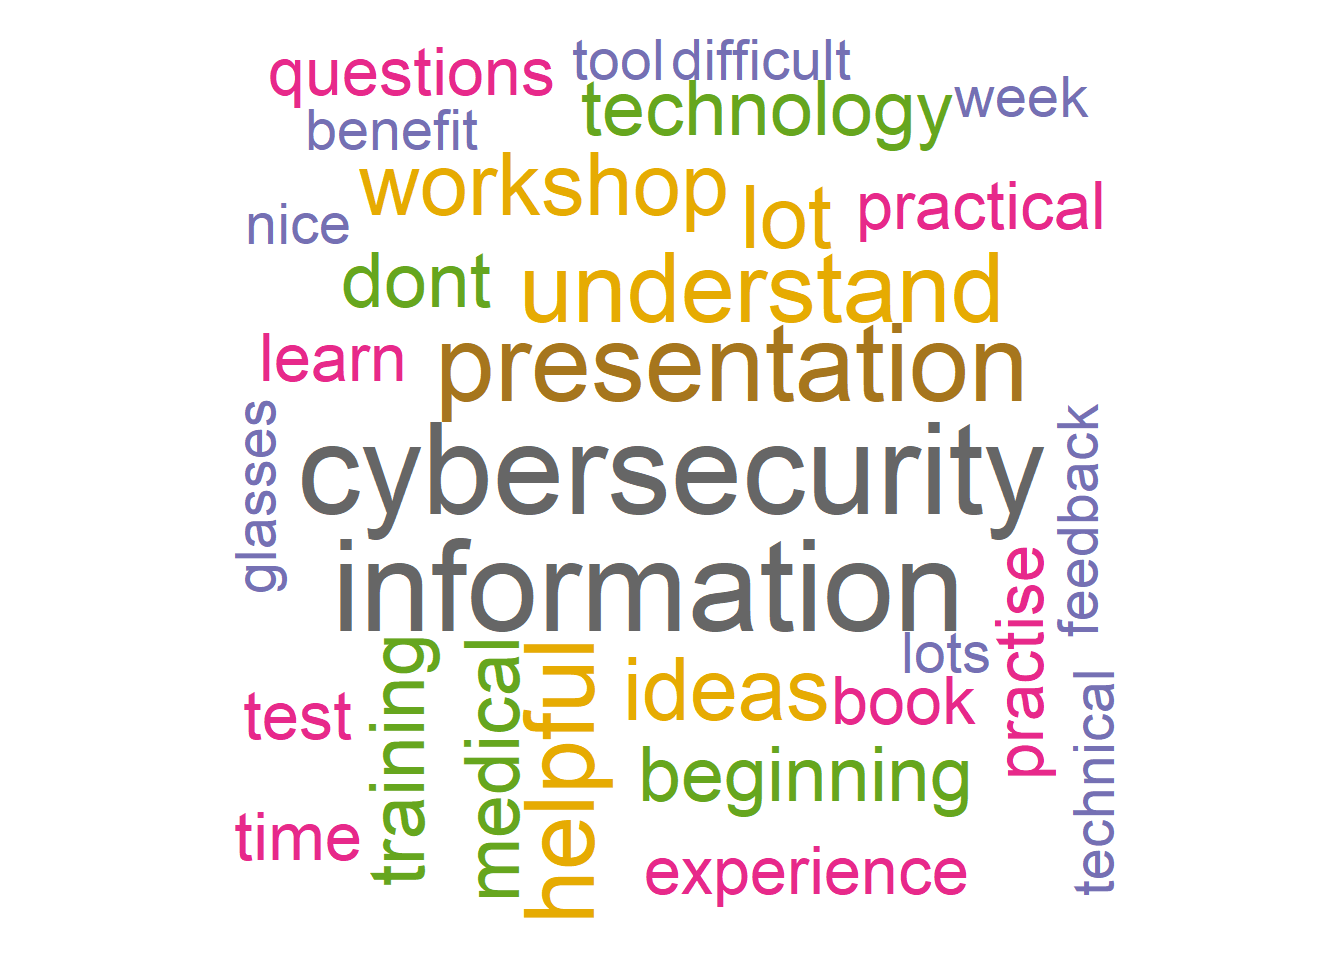 questions
tool
difficult
technology
week
benefit
workshop
lot
practical
nice
dont
understand
learn
presentation
glasses
cybersecurity
feedback
information
practise
lots
training
medical
helpful
ideas
book
test
technical
beginning
time
experience